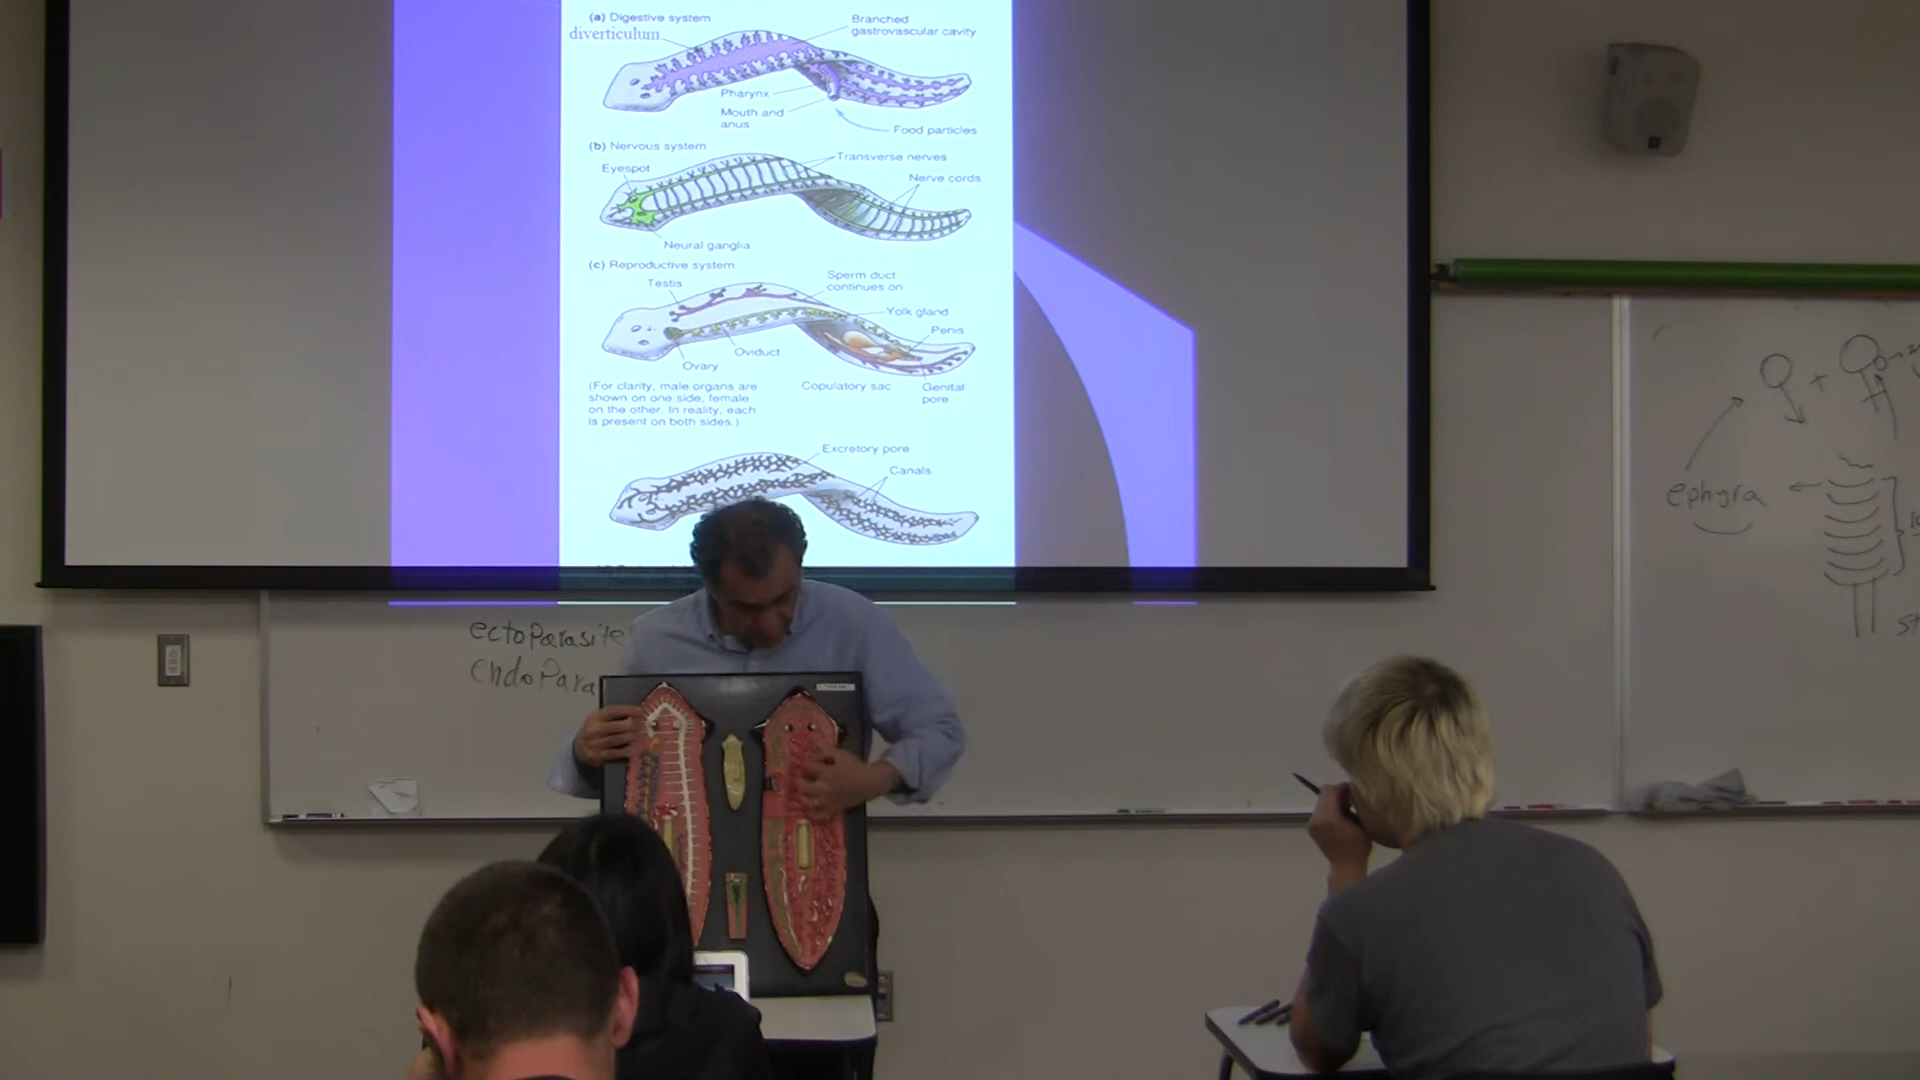 (a) Digestive system
diverticulum
Branched
gastrovascular cavity
Pharynx
Mouth and
anus
Food particles
(b) Nervous system
Eyespot
Transverse nerves
Nerve cords
Neural ganglia
(c) Reproductive system
Testis
Sperm duct
continues on
Yolk gland
Penis
Oviduct
Ovary
(For clarity, male organs are
shown on one side, female
on the other. In reality, each
is present on both sides.)
Copulatory sac
Genital
pore
Excretory pore
Canals
ectoparasite
endopara
+
ephyra
st